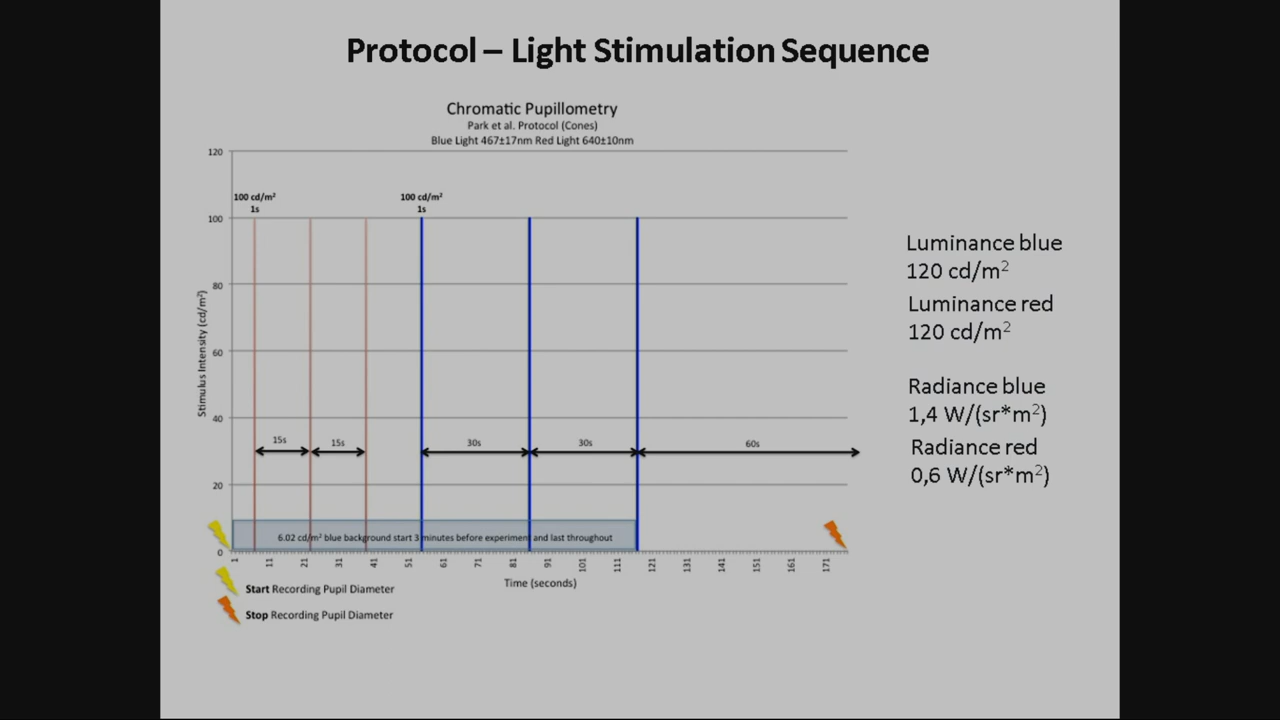 Protocol – Light Stimulation Sequence
Chromatic Pupillometry
Park et al. Protocol (Cones)
Blue Light 467±17nm Red Light 640±10nm
120
100 cd/m²
1s
100 cd/m²
1s
100
80
60
40
20
0
Stimulus Intensity (cd/m²)
15s
15s
30s
30s
60s
6.02 cd/m² blue background start 3 minutes before experiment and last throughout
1
11
21
31
41
51
61
71
81
91
101
111
121
131
141
151
161
171
Time (seconds)
Start Recording Pupil Diameter
Stop Recording Pupil Diameter
Luminance blue
120 cd/m²
Luminance red
120 cd/m²
Radiance blue
1,4 W/(sr*m²)
Radiance red
0,6 W/(sr*m²)